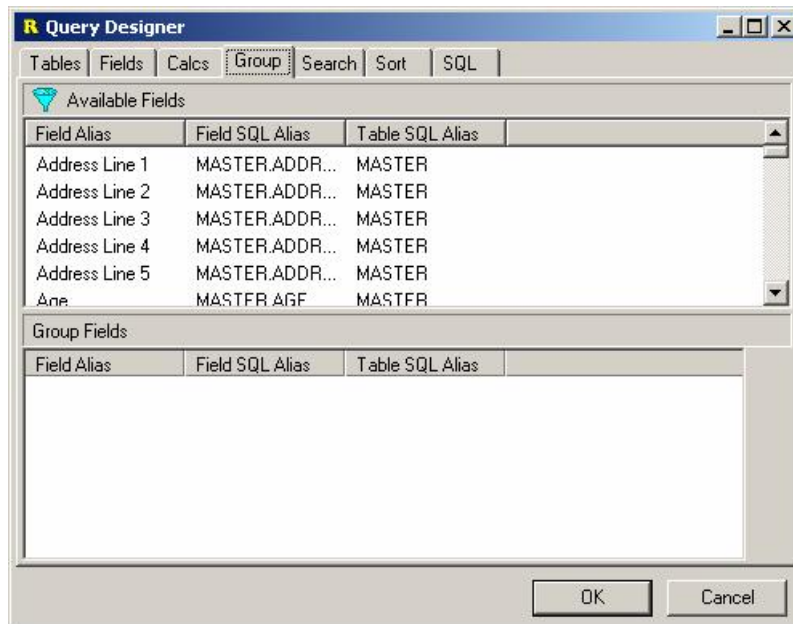 R Query Designer
Tables Fields Calcs Group Search Sort SQL
Available Fields
Field Alias Field SQL Alias Table SQL Alias
Address Line 1 MASTER.ADDR... MASTER
Address Line 2 MASTER.ADDR... MASTER
Address Line 3 MASTER.ADDR... MASTER
Address Line 4 MASTER.ADDR... MASTER
Address Line 5 MASTER.ADDR... MASTER
Age MASTER.AGE MASTER
Group Fields
Field Alias Field SQL Alias Table SQL Alias
OK Cancel